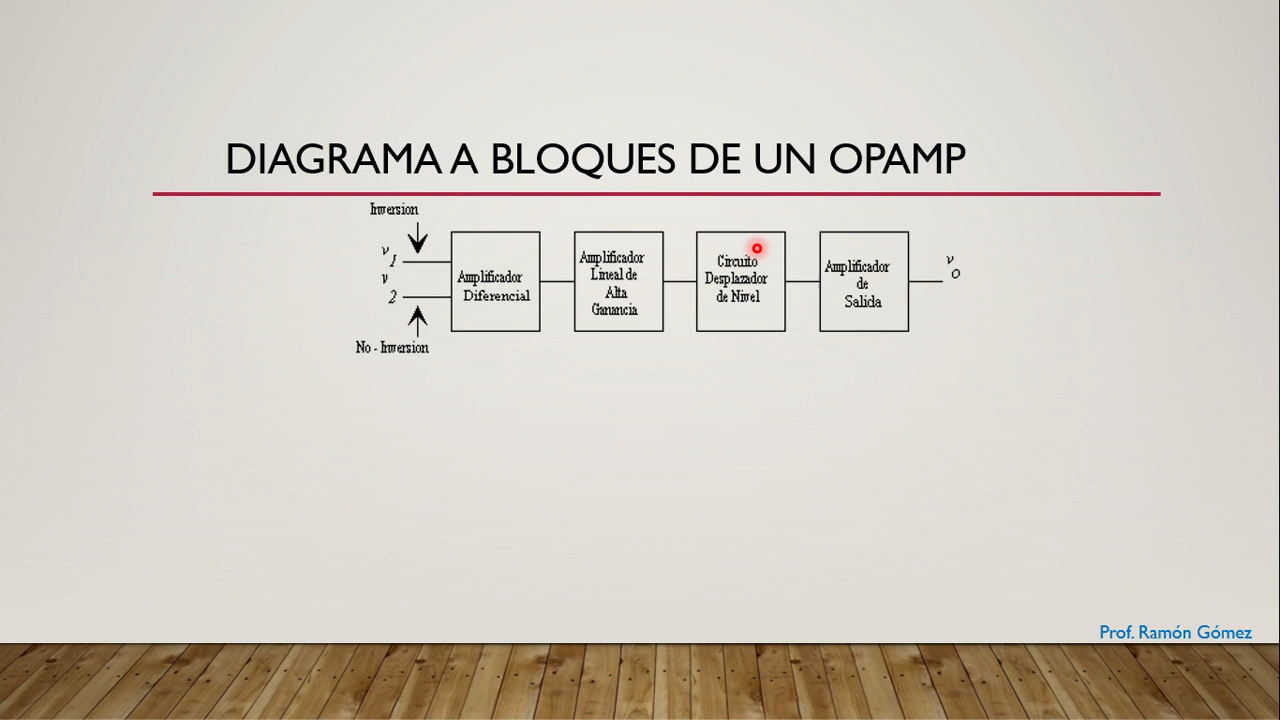 DIAGRAMA A BLOQUES DE UN OPAMP
Inversion
v1
v2
No - Inversion
Amplificador
Diferencial
Amplificador
Lineal de
Alta
Ganancia
Circuito
Desplazador
de Nivel
Amplificador
de
Salida
vo
Prof. Ramón Gómez